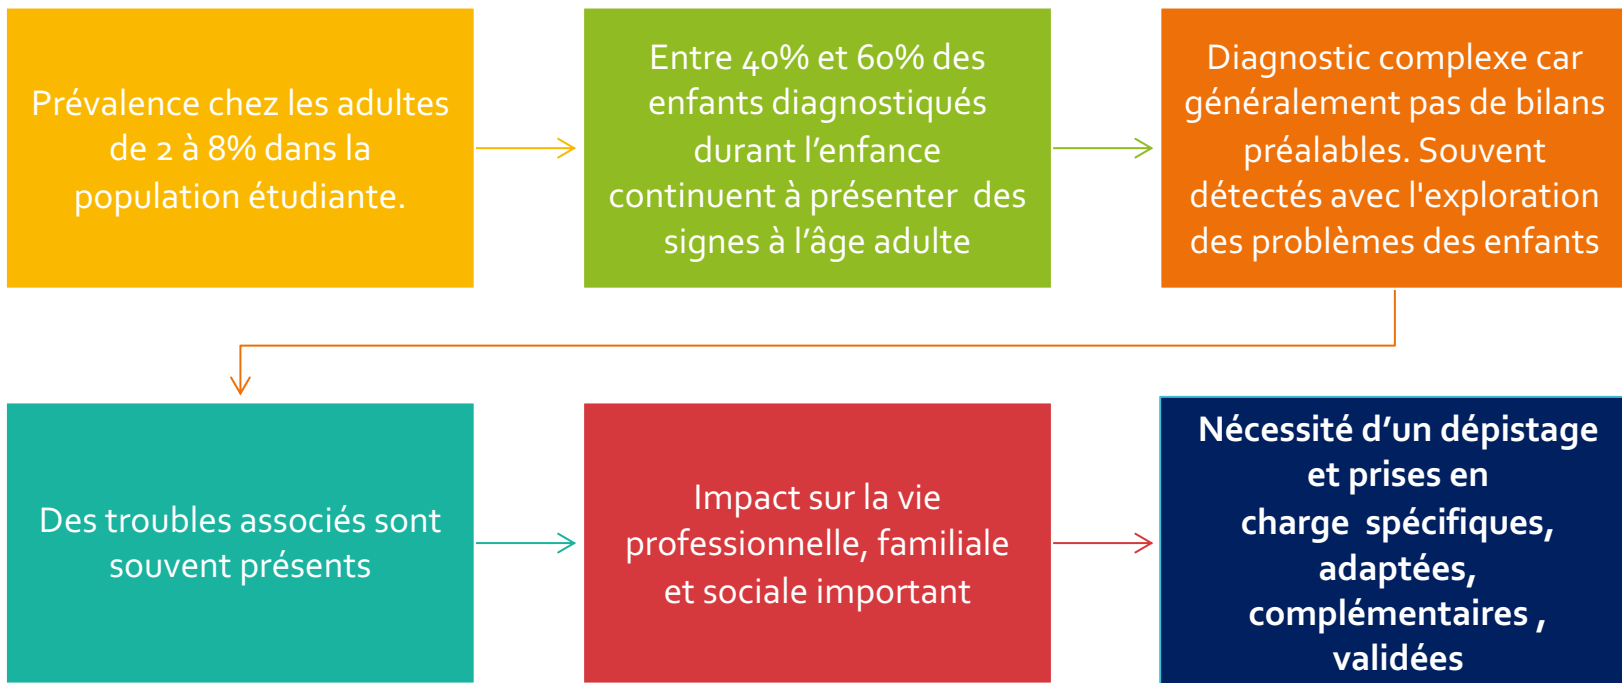 Prévalence chez les adultes
de 2 à 8% dans la
population étudiante.
Entre 40% et 60% des
enfants diagnostiqués
durant l’enfance
continuent à présenter  des
signes à l’âge adulte
Diagnostic complexe car
généralement pas de bilans
préalables. Souvent
détectés avec l'exploration
des problèmes des enfants
Des troubles associés sont
souvent présents
Impact sur la vie
professionnelle, familiale
et sociale important
Nécessité d’un dépistage
et prises en
charge  spécifiques,
adaptées,
complémentaires ,
validées